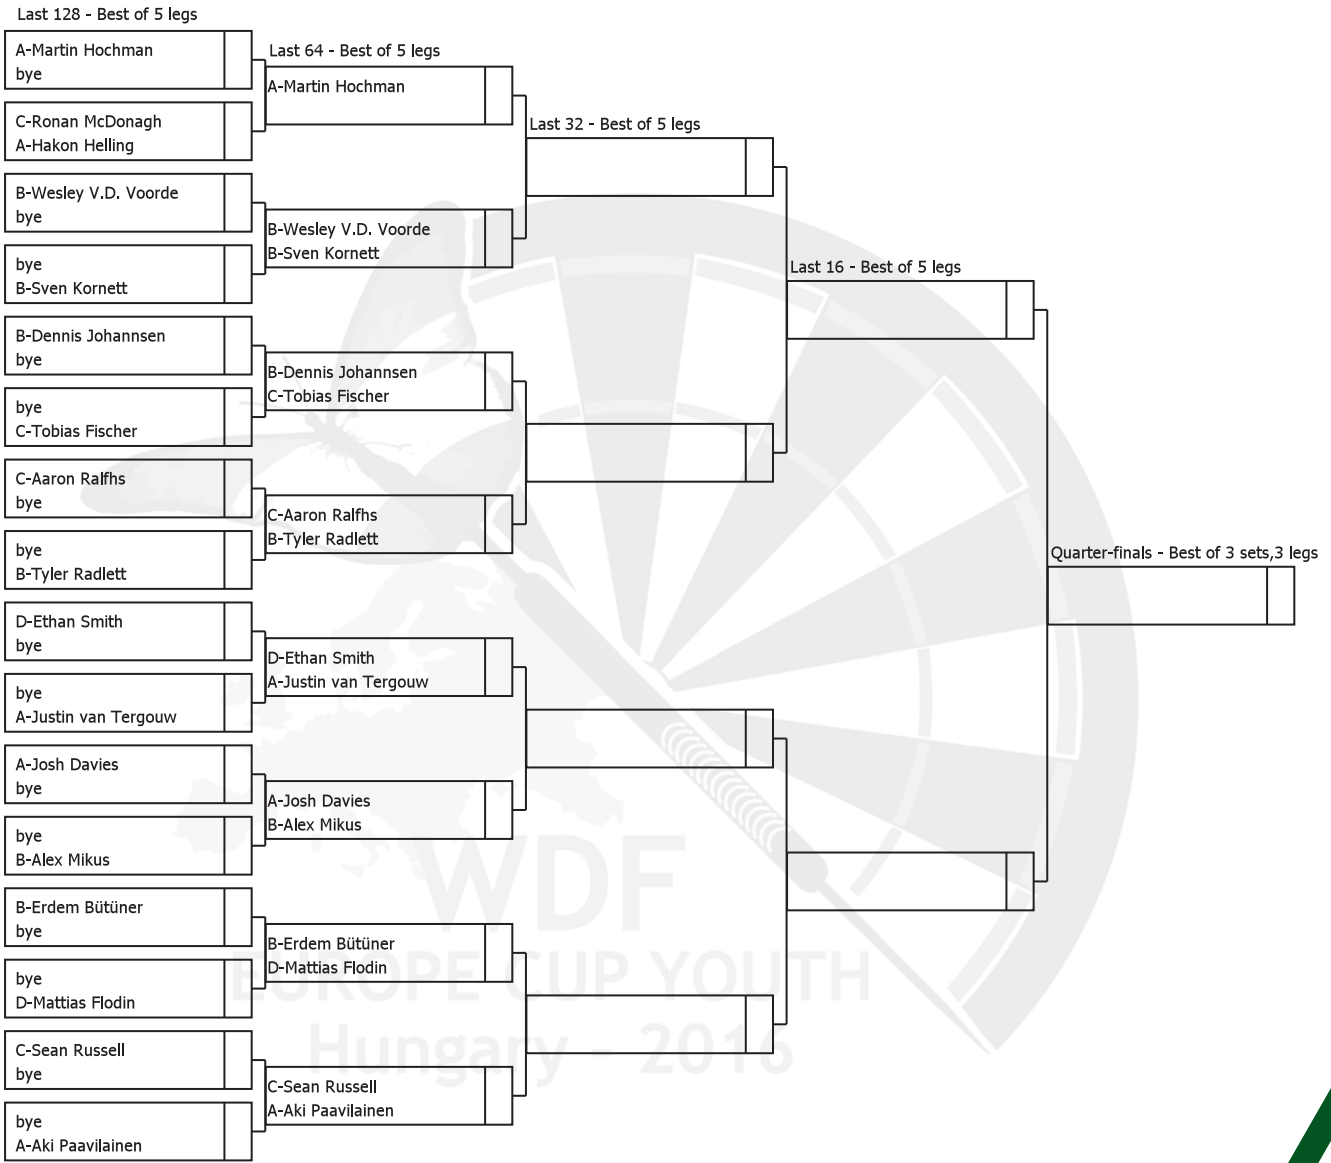 Last 128 - Best of 5 legs
A-Martin Hochman
bye
C-Ronan McDonagh
A-Hakon Helling
B-Wesley V.D. Voorde
bye
bye
B-Sven Kornett
B-Dennis Johannsen
bye
bye
C-Tobias Fischer
C-Aaron Ralfhs
bye
bye
B-Tyler Radlett
D-Ethan Smith
bye
bye
A-Justin van Tergouw
A-Josh Davies
bye
bye
B-Alex Mikus
B-Erdem Bütüner
bye
bye
D-Mattias Flodin
C-Sean Russell
bye
bye
A-Aki Paavilainen
Last 64 - Best of 5 legs
A-Martin Hochman
B-Wesley V.D. Voorde
B-Sven Kornett
B-Dennis Johannsen
C-Tobias Fischer
C-Aaron Ralfhs
B-Tyler Radlett
D-Ethan Smith
A-Justin van Tergouw
A-Josh Davies
B-Alex Mikus
B-Erdem Bütüner
D-Mattias Flodin
C-Sean Russell
A-Aki Paavilainen
Last 32 - Best of 5 legs
Last 16 - Best of 5 legs
Quarter-finals - Best of 3 sets,3 legs
WDF
EUROPE CUP YOUTH
Hungary - 2016